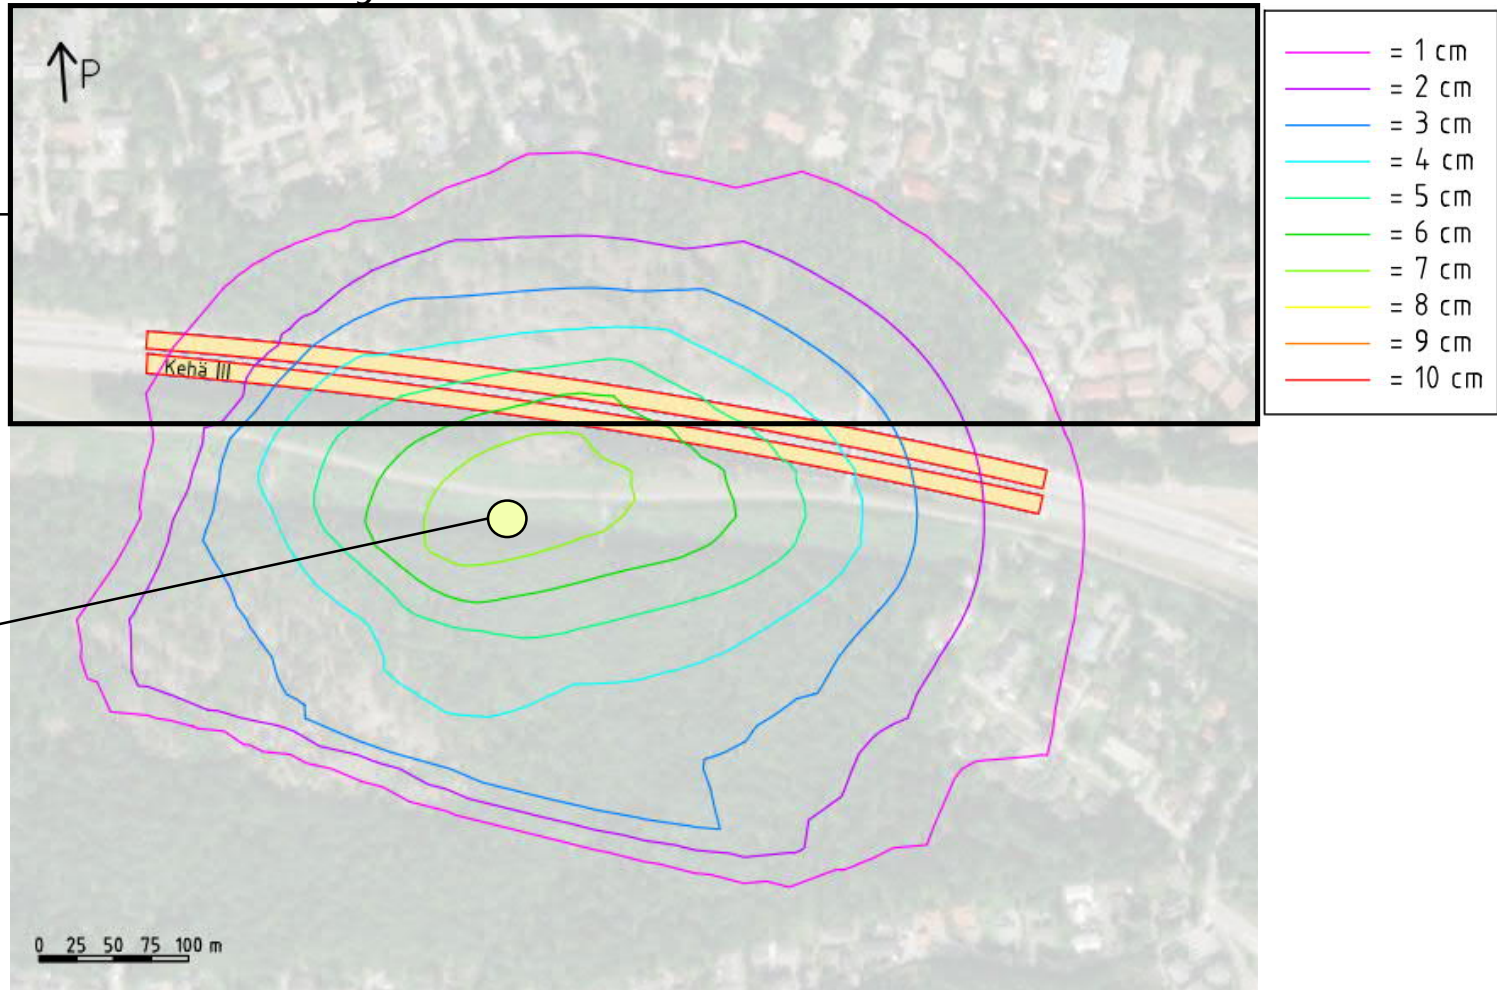 P
= 1 cm
= 2 cm
= 3 cm
= 4 cm
= 5 cm
= 6 cm
= 7 cm
= 8 cm
= 9 cm
= 10 cm
Kehä III
0 25 50 75 100 m